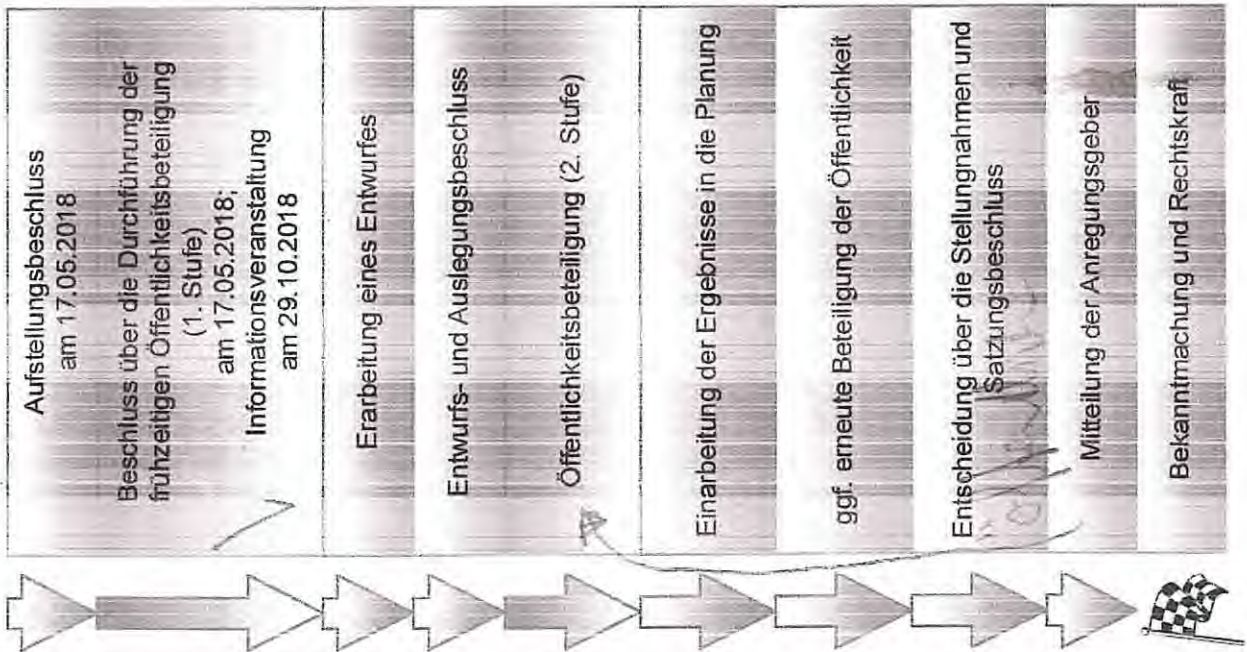 Aufstellungsbeschluss
am 17.05.2018
Beschluss über die Durchführung der
frühzeitigen Öffentlichkeitsbeteiligung
(1. Stufe)
am 17.05.2018;
Informationsveranstaltung
am 29.10.2018
Erarbeitung eines Entwurfes
Entwurfs- und Auslegungsbeschluss
Öffentlichkeitsbeteiligung (2. Stufe)
Einarbeitung der Ergebnisse in die Planung
ggf. erneute Beteiligung der Öffentlichkeit
Entscheidung über die Stellungnahmen und
Satzungsbeschluss
Mitteilung der Anregungsgeber
Bekanntmachung und Rechtskraft